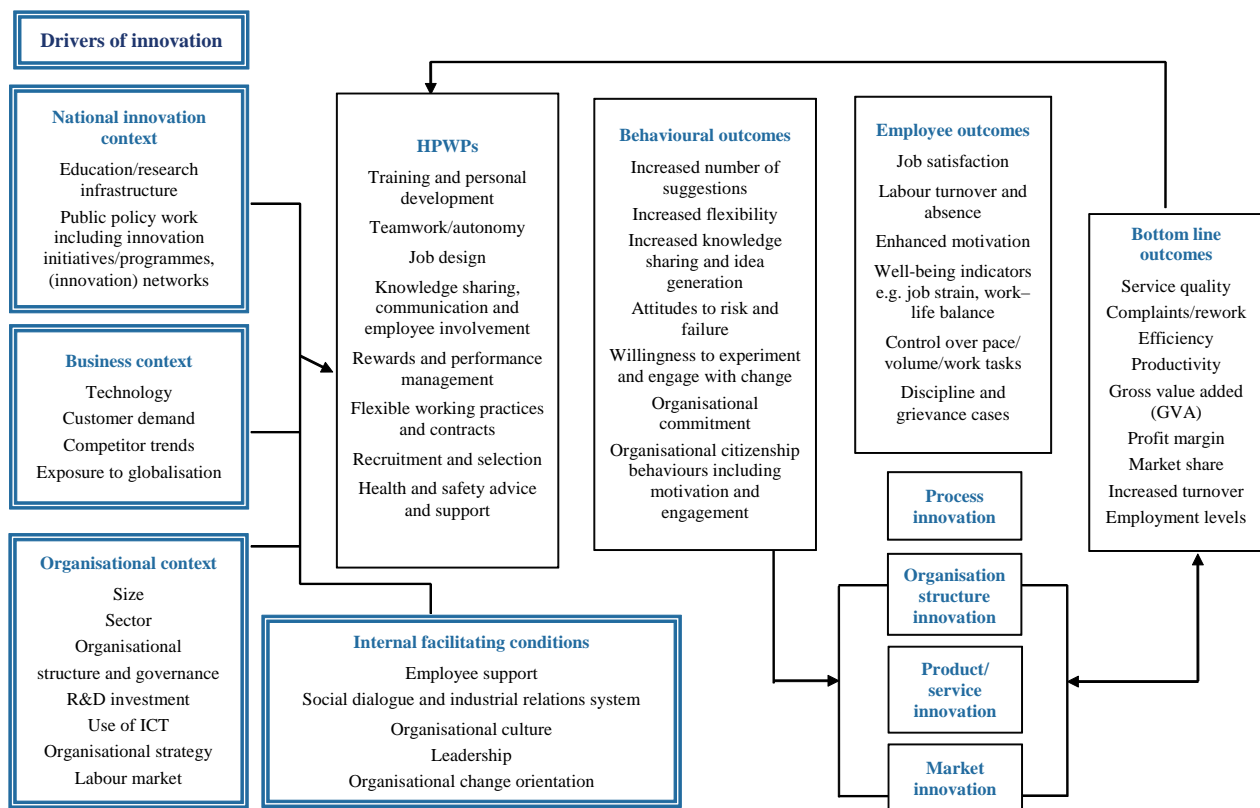 Drivers of innovation
National innovation
context
Education/research
infrastructure
Public policy work
including innovation
initiatives/programmes,
(innovation) networks
Business context
Technology
Customer demand
Competitor trends
Exposure to globalisation
Organisational context
Size
Sector
Organisational
structure and governance
R&D investment
Use of ICT
Organisational strategy
Labour market
HPWPs
Training and personal
development
Teamwork/autonomy
Job design
Knowledge sharing,
communication and
employee involvement
Rewards and performance
management
Flexible working practices
and contracts
Recruitment and selection
Health and safety advice
and support
Internal facilitating conditions
Employee support
Social dialogue and industrial relations system
Organisational culture
Leadership
Organisational change orientation
Behavioural outcomes
Increased number of
suggestions
Increased flexibility
Increased knowledge
sharing and idea
generation
Attitudes to risk and
failure
Willingness to experiment
and engage with change
Organisational
commitment
Organisational citizenship
behaviours including
motivation and
engagement
Employee outcomes
Job satisfaction
Labour turnover and
absence
Enhanced motivation
Well-being indicators
e.g. job strain, work–
life balance
Control over pace/
volume/work tasks
Discipline and
grievance cases
Process
innovation
Organisation
structure
innovation
Product/
service
innovation
Market
innovation
Bottom line
outcomes
Service quality
Complaints/rework
Efficiency
Productivity
Gross value added
(GVA)
Profit margin
Market share
Increased turnover
Employment levels